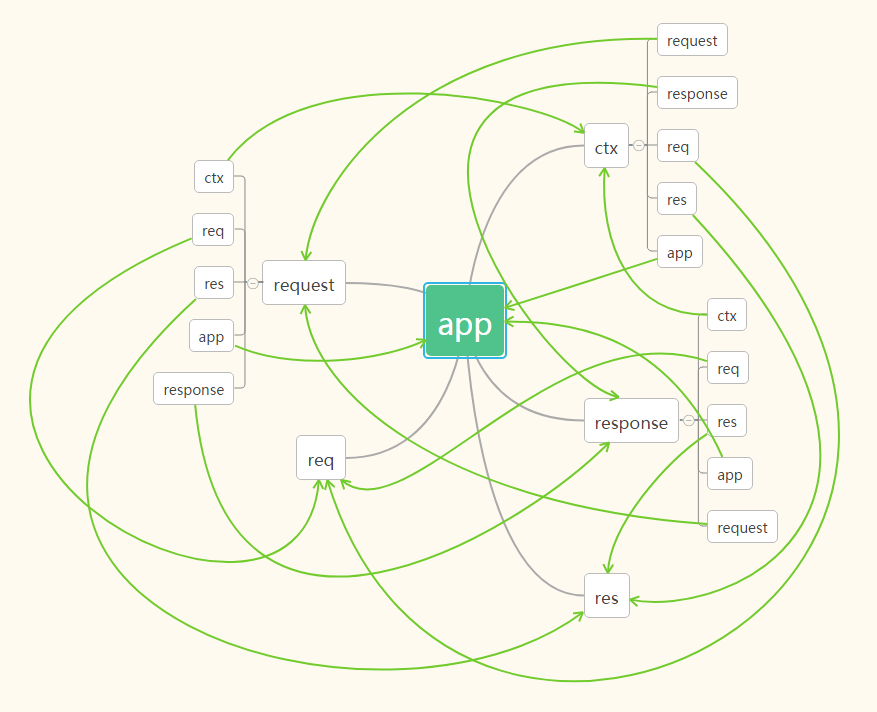 request
response
ctx
req
res
app
ctx
req
res
app
response
request
app
req
ctx
req
res
app
request
response
res